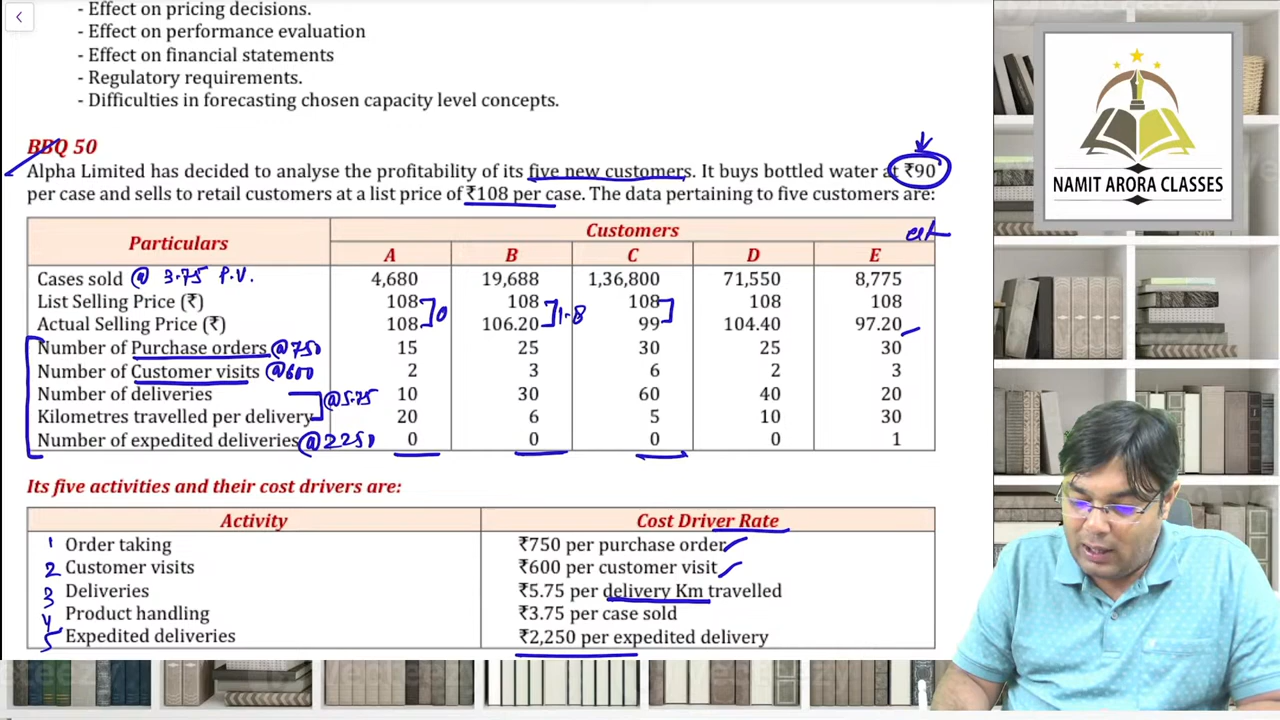 - Effect on pricing decisions.
- Effect on performance evaluation
- Effect on financial statements
- Regulatory requirements.
- Difficulties in forecasting chosen capacity level concepts.
BBQ 50
Alpha Limited has decided to analyse the profitability of its five new customers. It buys bottled water at ₹90
per case and sells to retail customers at a list price of ₹108 per case. The data pertaining to five customers are:
Particulars Customers
A B C D E
Cases sold @ 3.75 P.V. 4,680 19,688 1,36,800 71,550 8,775
List Selling Price (₹) 108 108 108 108 108
Actual Selling Price (₹) 108 0 106.20 1.8 99 104.40 97.20
Number of Purchase orders @750 15 25 30 25 30
Number of Customer visits @600 2 3 6 2 3
Number of deliveries @5.75 10 30 60 40 20
Kilometres travelled per delivery 20 6 5 10 30
Number of expedited deliveries @2250 0 0 0 0 1
Its five activities and their cost drivers are:
Activity Cost Driver Rate
1 Order taking ₹750 per purchase order
2 Customer visits ₹600 per customer visit
3 Deliveries ₹5.75 per delivery Km travelled
4 Product handling ₹3.75 per case sold
5 Expedited deliveries ₹2,250 per expedited delivery
NAMIT ARORA CLASSES